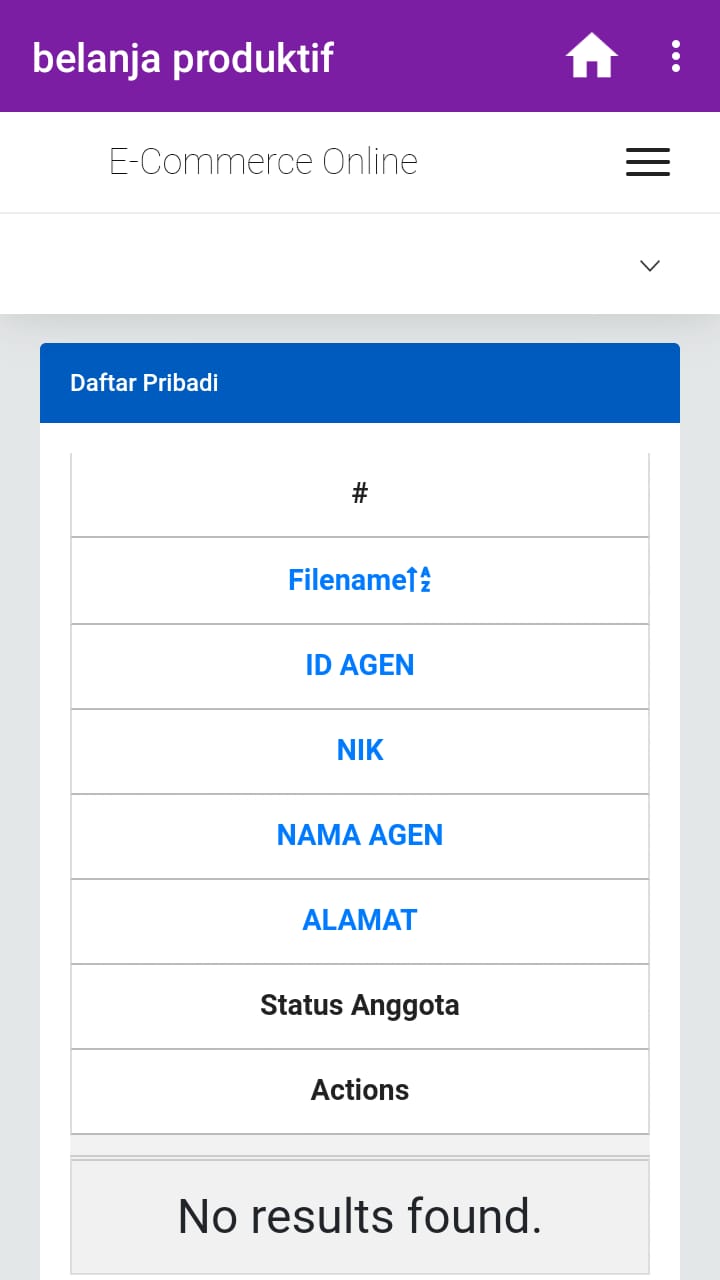 belanja produktif
E-Commerce Online
Daftar Pribadi
#
Filename
ID AGEN
NIK
NAMA AGEN
ALAMAT
Status Anggota
Actions
No results found.